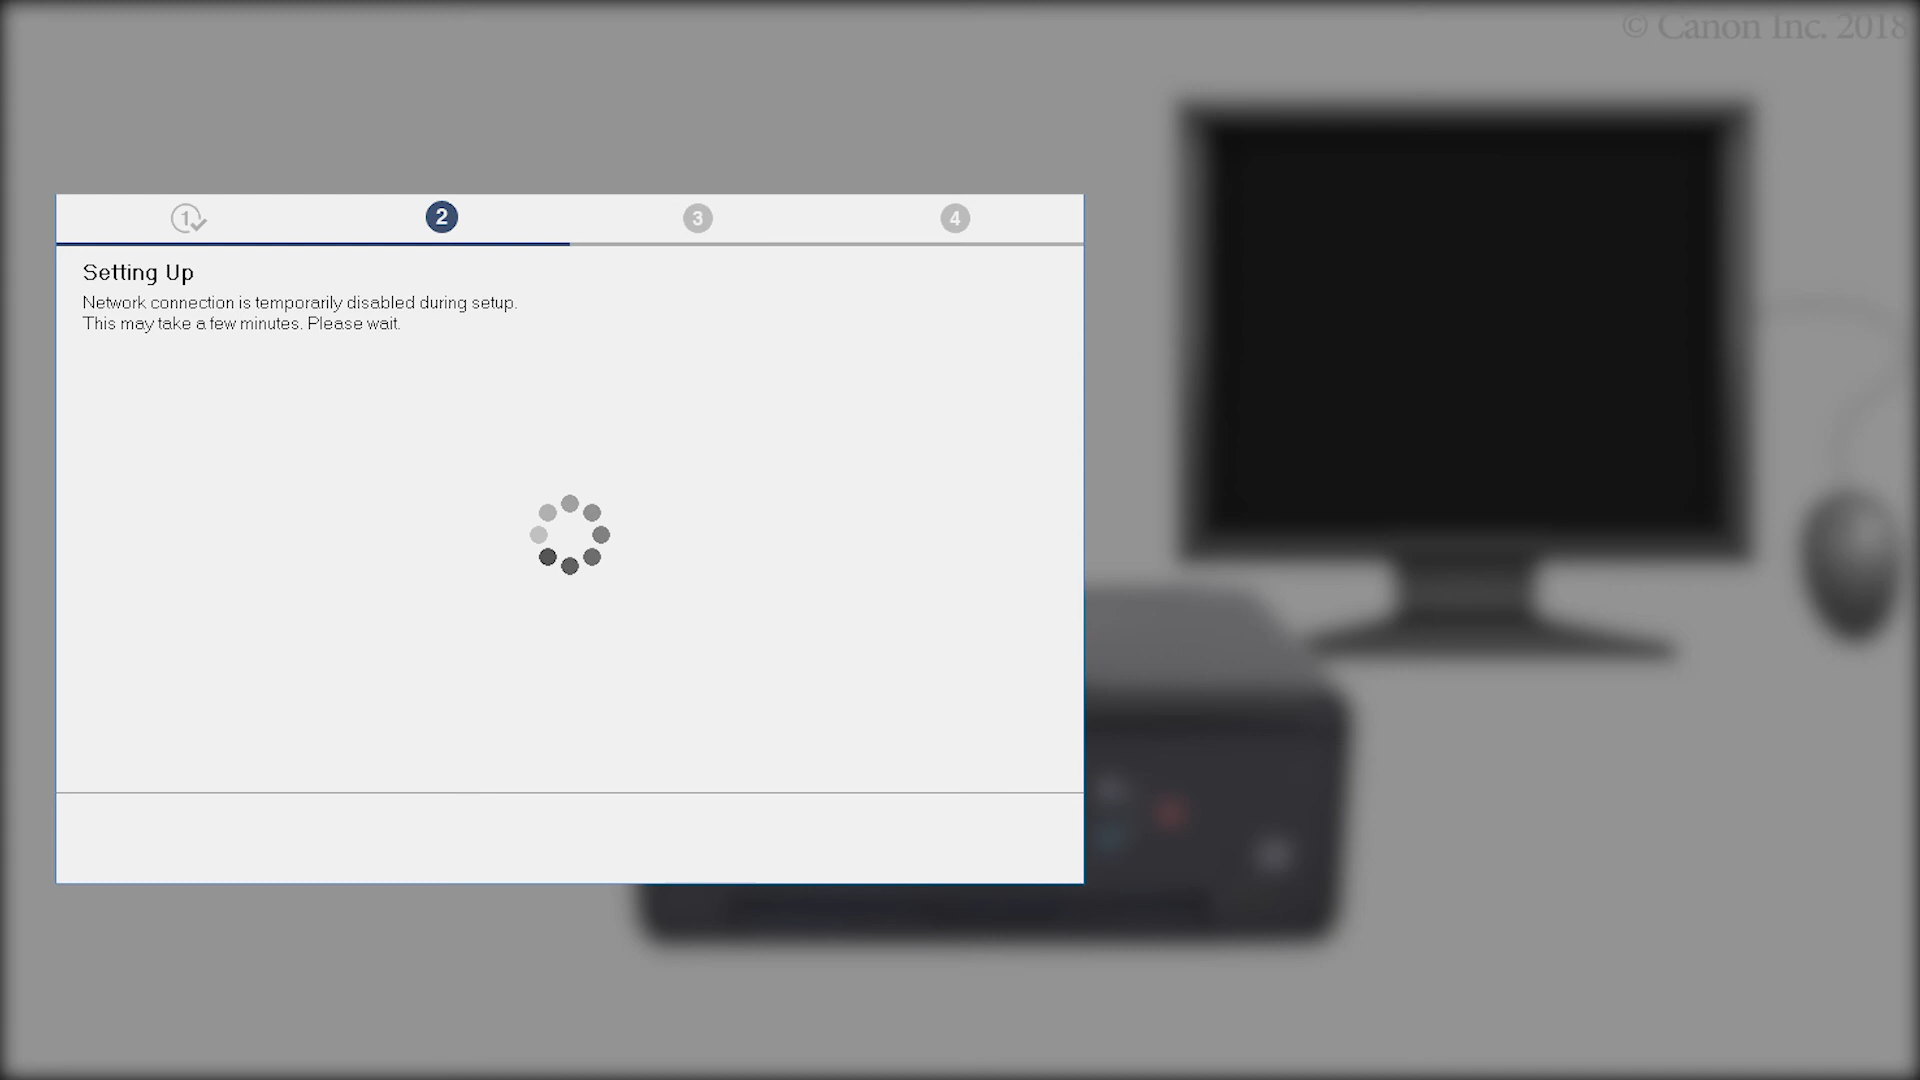 © Canon Inc. 2018
1 2 3 4
Setting Up
Network connection is temporarily disabled during setup.
This may take a few minutes. Please wait.